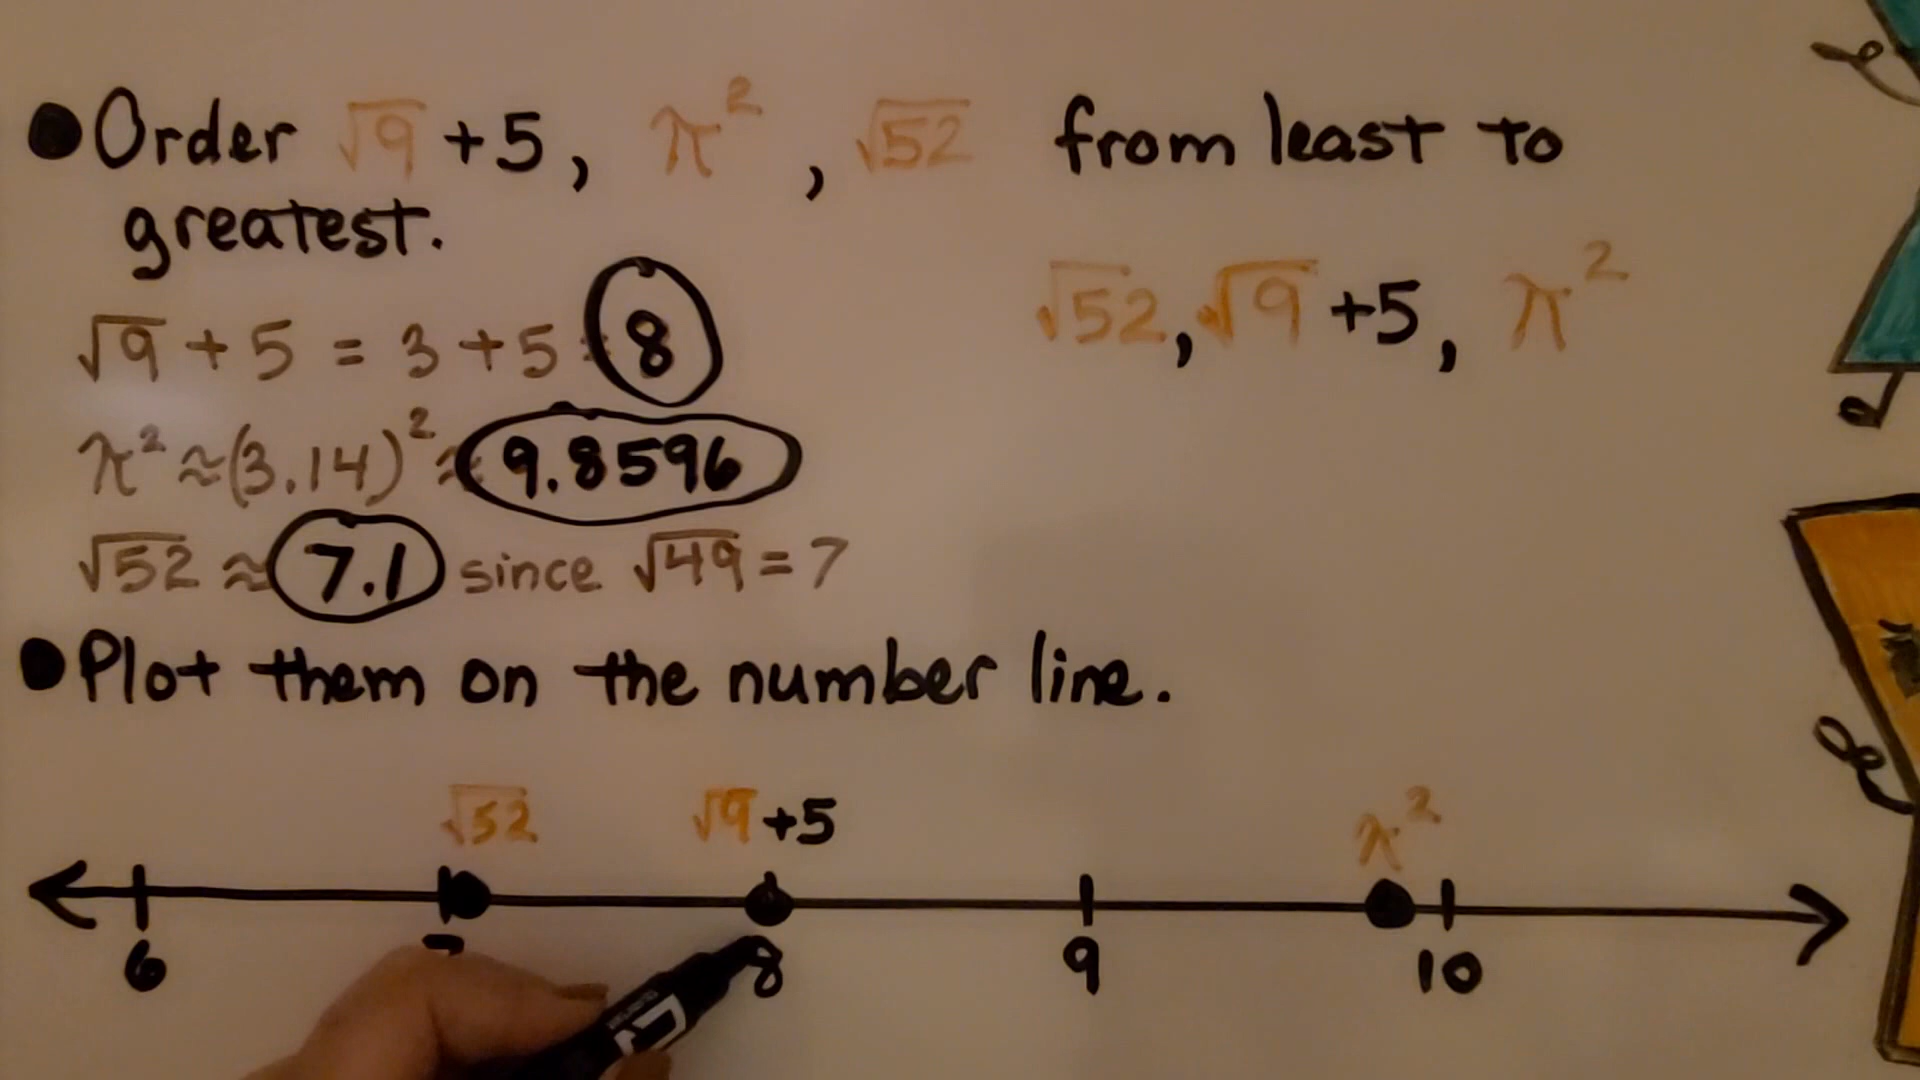 ● Order √9 + 5, π², √52 from least to
greatest.
√52, √9 + 5, π²
√9 + 5 = 3 + 5 = 8
π² ≈ (3.14)² ≈ 9.8596
√52 ≈ 7.1 since √49 = 7
● Plot them on the number line.
√52 √9 + 5 π²
6 7 8 9 10